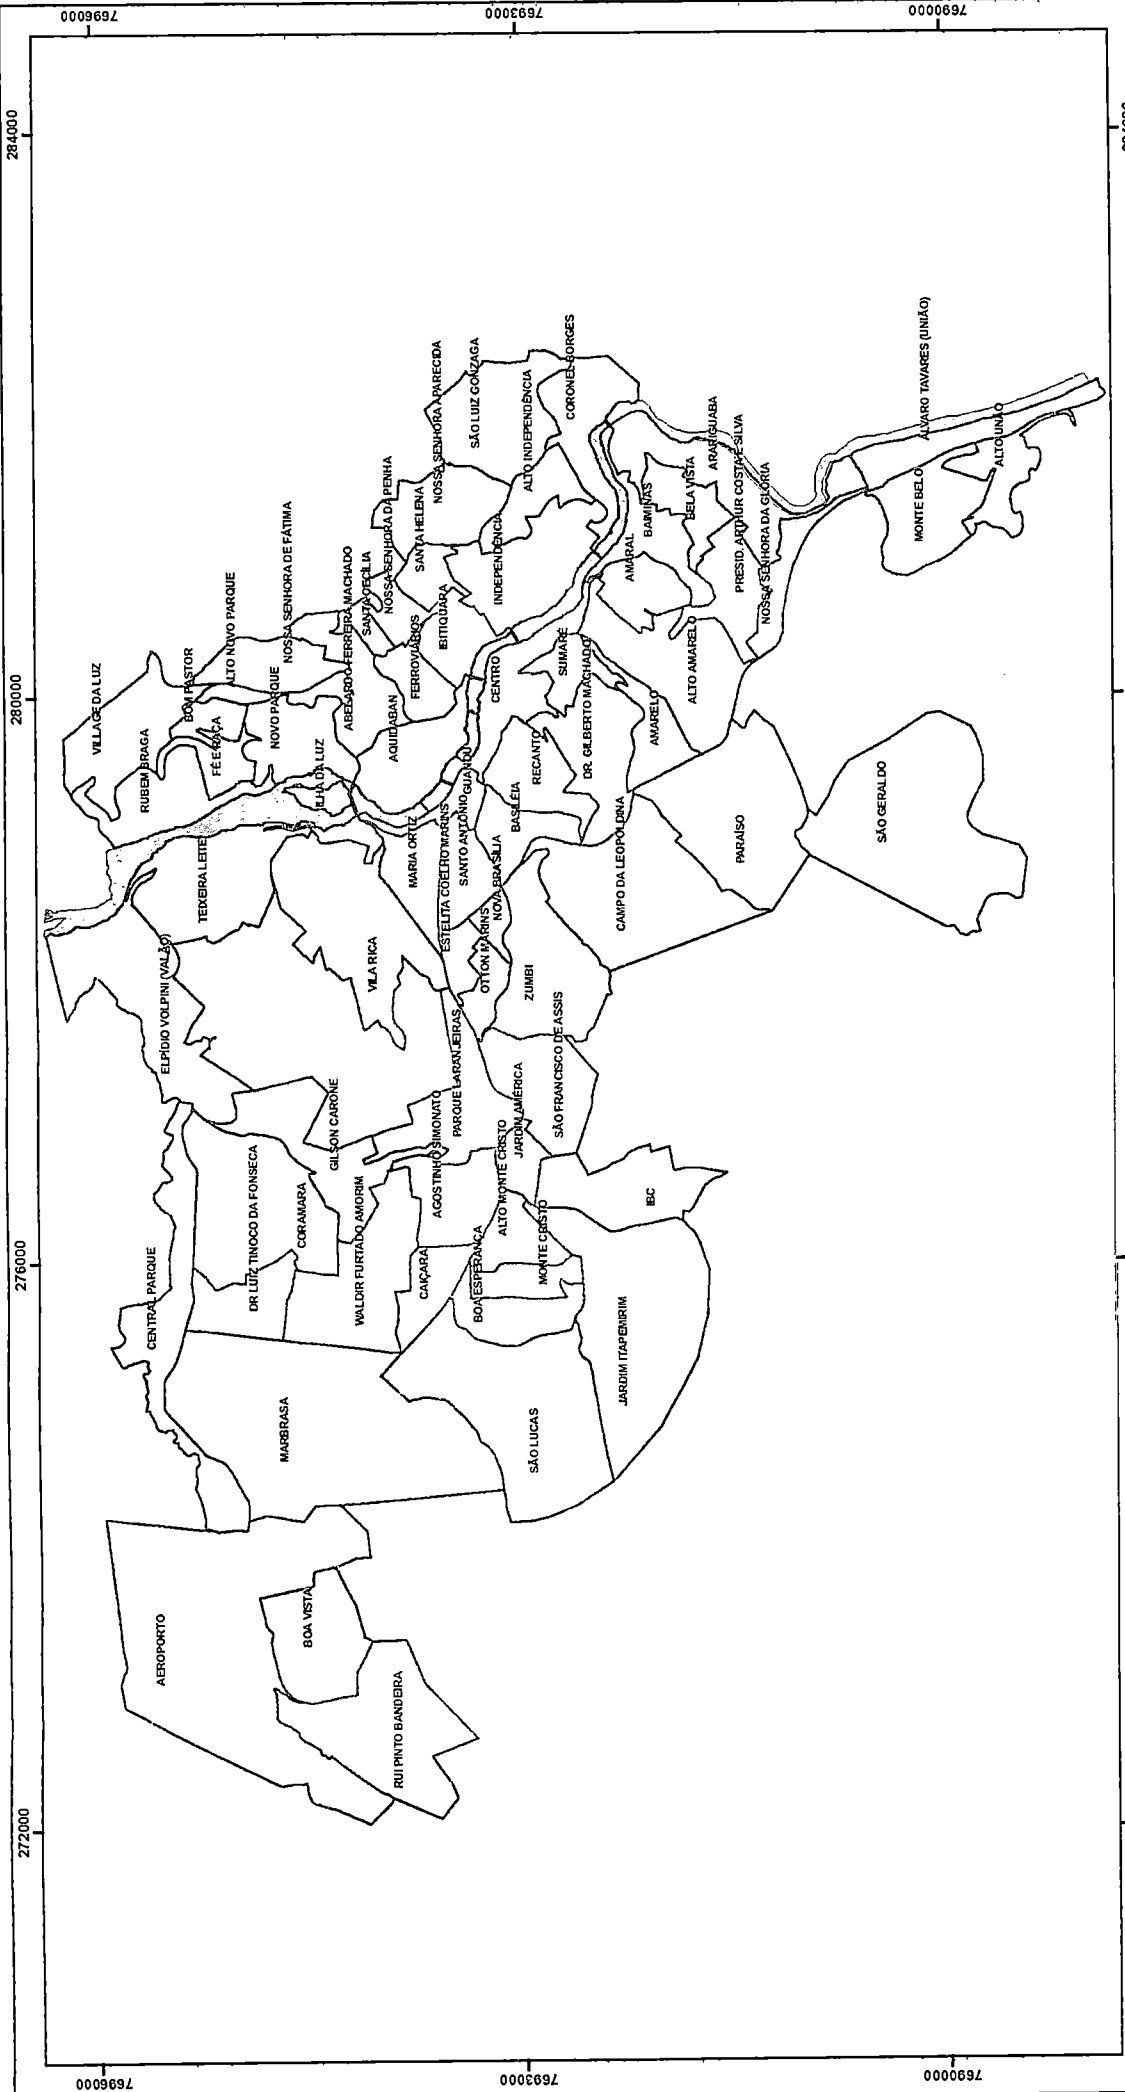 272000
276000
280000
284000
7696000
7693000
7690000
7696000
7693000
7690000
VILLAGE DA LUZ
RUBEM BRAGA
BOM PASTOR
FÉ E RAÇA
ALTO NOVO PARQUE
NOVO PARQUE
NOSSA SENHORA DE FÁTIMA
ILHA DA LUZ
ABELARDO FERREIRA MACHADO
SANTA CECÍLIA
NOSSA SENHORA DA PENHA
AQUIDABAN
FERROVIÁRIOS
SANTA HELENA
NOSSA SENHORA APARECIDA
IBITIQUARA
SÃO LUIZ GONZAGA
INDEPENDÊNCIA
ALTO INDEPENDÊNCIA
CORONEL BORGES
CENTRO
GUANDU
SUMARÉ
AMARAL
BAIMINAS
BELA VISTA
ARARIGUABA
PRESID. ARTHUR COSTA E SILVA
NOSSA SENHORA DA GLÓRIA
ALTO AMARELO
AMARELO
DR. GILBERTO MACHADO
RECANTO
BASILÉIA
SANTO ANTÔNIO
ESTELITA COELHO MARINS
MARIA ORTIZ
NOVA BRASÍLIA
OTTON MARINS
ZUMBI
CAMPO DA LEOPOLDINA
PARAÍSO
SÃO GERALDO
MONTE BELO
ALVARO TAVARES (UNIÃO)
ALTO UNIÃO
TEIXEIRA LEITE
ELPÍDIO VOLPINI (VALÃO)
VILA RICA
GILSON CARONE
PARQUE LARANJEIRAS
AGOSTINHO SIMONATO
JARDIM AMÉRICA
SÃO FRANCISCO DE ASSIS
ALTO MONTE CRISTO
MONTE CRISTO
IBC
BOA ESPERANÇA
CAIÇARA
WALDIR FURTADO AMORIM
CORAMARA
DR LUIZ TINOCO DA FONSECA
CENTRAL PARQUE
MARBRASA
SÃO LUCAS
JARDIM ITAPEMIRIM
AEROPORTO
BOA VISTA
RUI PINTO BANDEIRA